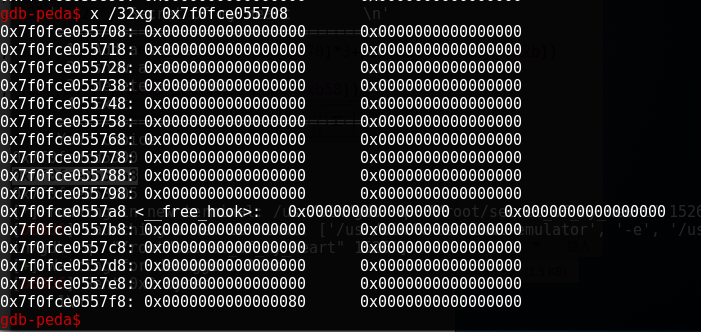 gdb-peda$ x /32xg 0x7f0fce055708 \n'
0x7f0fce055708: 0x0000000000000000 0x0000000000000000
0x7f0fce055718: 0x0000000000000000 0x0000000000000000
0x7f0fce055728: 0x0000000000000000 0x0000000000000000
0x7f0fce055738: 0x0000000000000000 0x0000000000000000
0x7f0fce055748: 0x0000000000000000 0x0000000000000000
0x7f0fce055758: 0x0000000000000000 0x0000000000000000
0x7f0fce055768: 0x0000000000000000 0x0000000000000000
0x7f0fce055778: 0x0000000000000000 0x0000000000000000
0x7f0fce055788: 0x0000000000000000 0x0000000000000000
0x7f0fce055798: 0x0000000000000000 0x0000000000000000
0x7f0fce0557a8 <__free_hook>: 0x0000000000000000 0x0000000000000000
0x7f0fce0557b8: 0x0000000000000000 0x0000000000000000
0x7f0fce0557c8: 0x0000000000000000 0x0000000000000000
0x7f0fce0557d8: 0x0000000000000000 0x0000000000000000
0x7f0fce0557e8: 0x0000000000000000 0x0000000000000000
0x7f0fce0557f8: 0x0000000000000080 0x0000000000000000
gdb-peda$